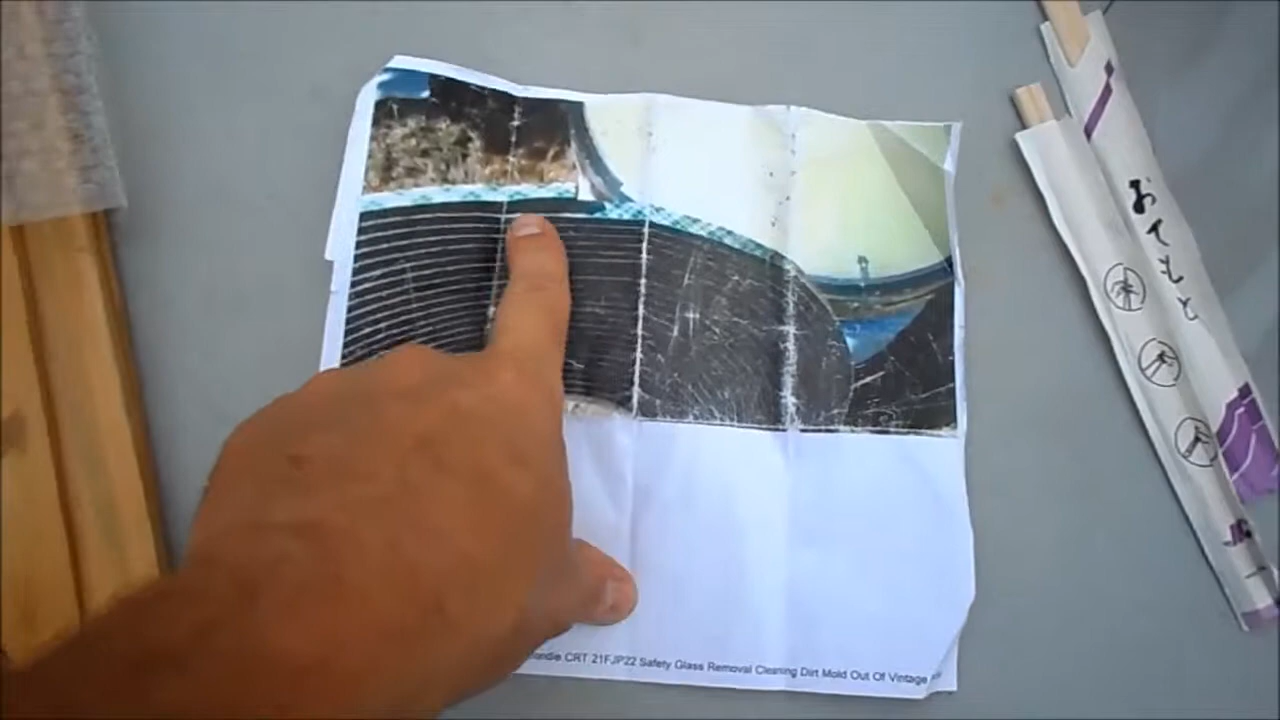 おてもと
CRT 21FJP22 Safety Glass Removal Cleaning Dirt Mold Out Of Vintage